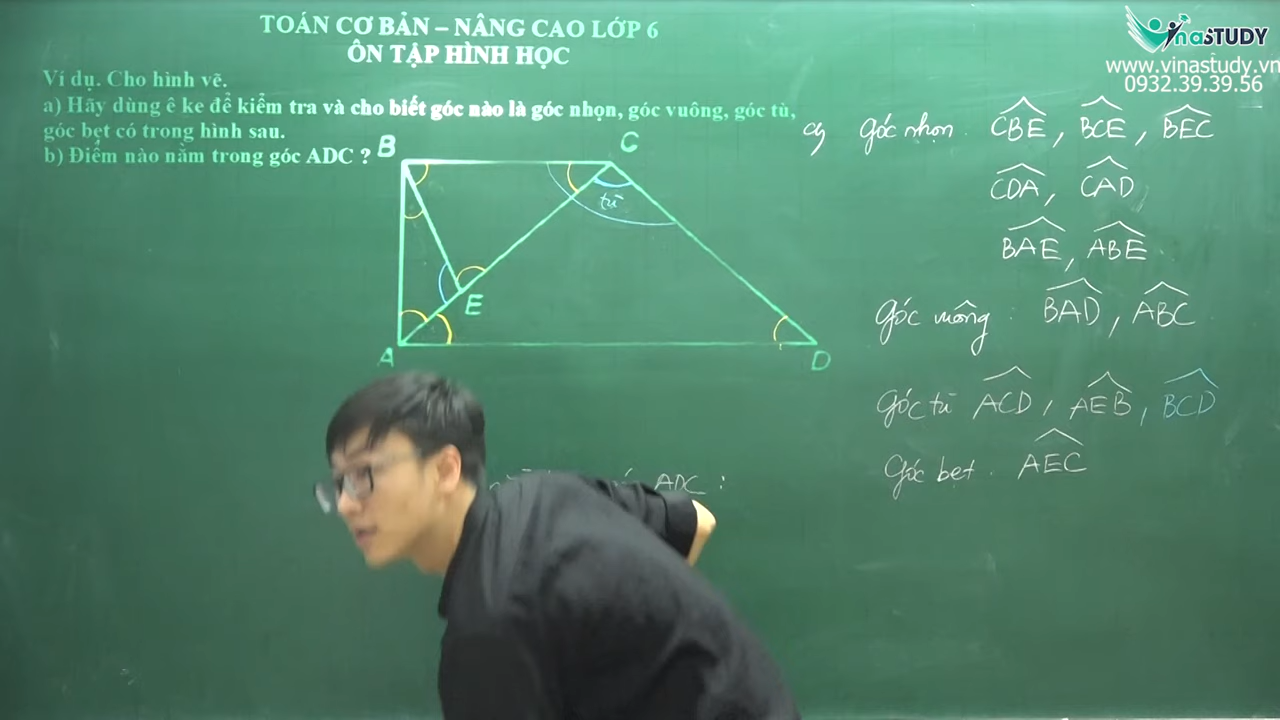 TOÁN CƠ BẢN – NÂNG CAO LỚP 6
ÔN TẬP HÌNH HỌC
VinaSTUDY
www.vinastudy.vn
0932.39.39.56
Ví dụ. Cho hình vẽ.
a) Hãy dùng ê ke để kiểm tra và cho biết góc nào là góc nhọn, góc vuông, góc tù,
góc bẹt có trong hình sau.
b) Điểm nào nằm trong góc ADC ?
B
C
tù
E
A
D
a) Góc nhọn: CBE, BCE, BEC
CDA, CAD
BAE, ABE
Góc vuông: BAD, ABC
Góc tù ACD, AEB, BCD
Góc bẹt: AEC
ADC :